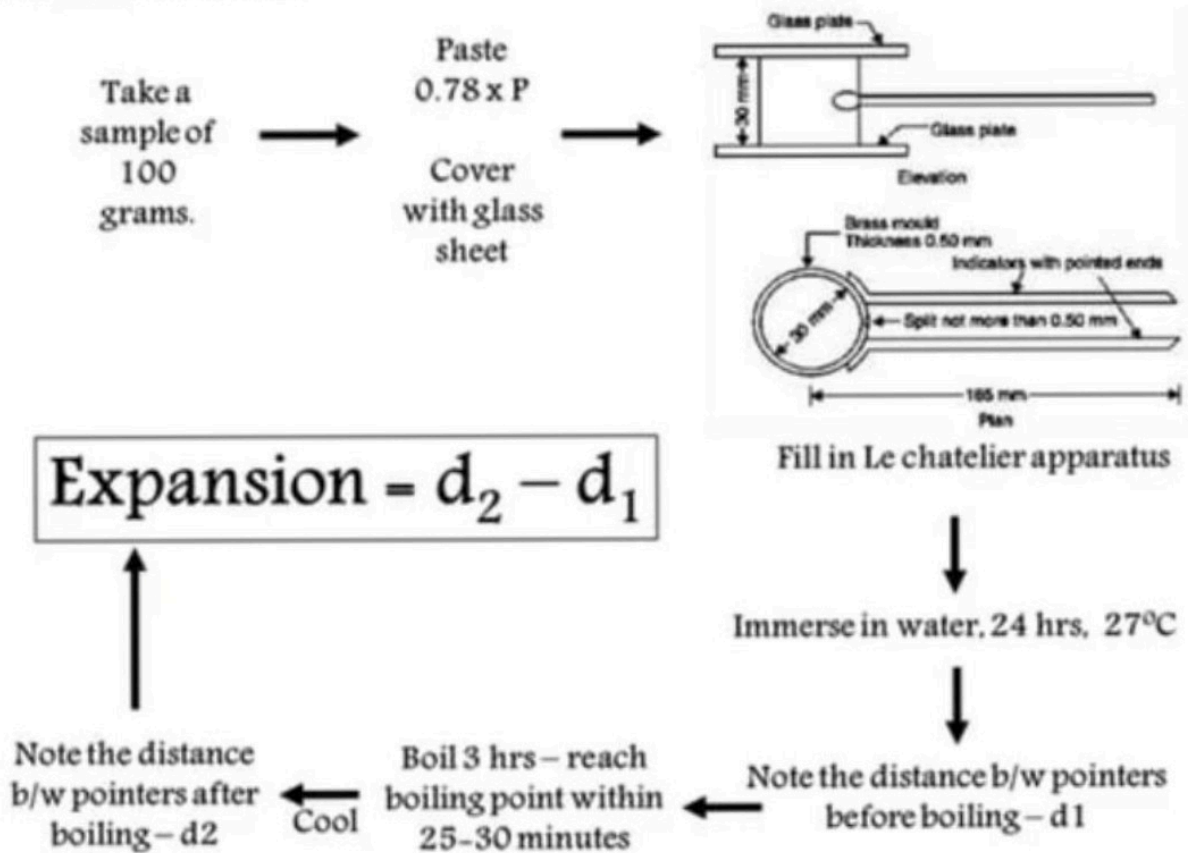 Take a
sample of
100
grams.
Paste
0.78 x P
Cover
with glass
sheet
Glass plate
30 mm
Glass plate
Elevation
Brass mould
Thickness 0.50 mm
Indicators with pointed ends
30 mm
Split not more than 0.50 mm
165 mm
Plan
Fill in Le chatelier apparatus
Immerse in water, 24 hrs, 27⁰C
Note the distance b/w pointers
before boiling – d1
Boil 3 hrs – reach
boiling point within
25-30 minutes
Cool
Note the distance
b/w pointers after
boiling – d2
Expansion = d₂ – d₁